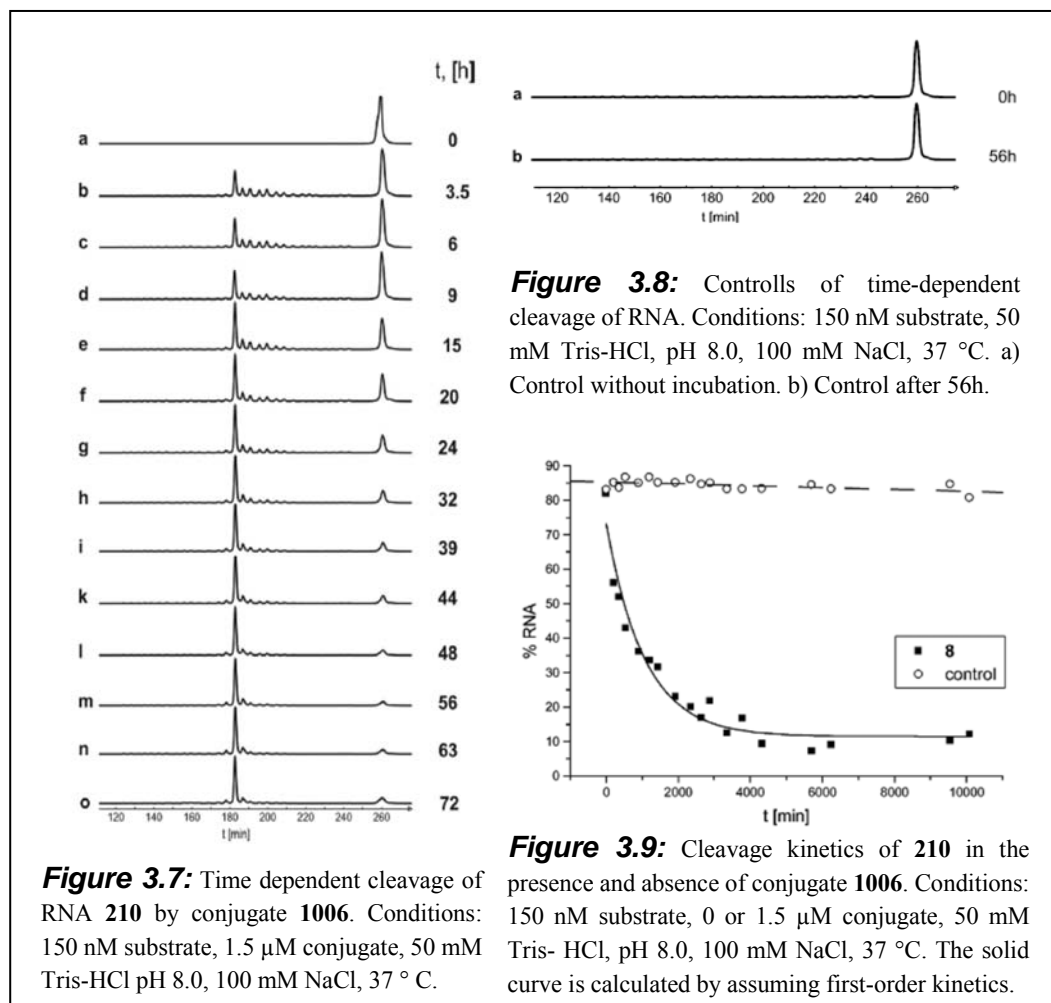 t, [h]
a 0
b 3.5
c 6
d 9
e 15
f 20
g 24
h 32
i 39
k 44
l 48
m 56
n 63
o 72
120 140 160 180 200 220 240 260
t [min]
Figure 3.7: Time dependent cleavage of
RNA 210 by conjugate 1006. Conditions:
150 nM substrate, 1.5 µM conjugate, 50 mM
Tris-HCl pH 8.0, 100 mM NaCl, 37 ° C.
a 0h
b 56h
120 140 160 180 200 220 240 260
t [min]
Figure 3.8: Controlls of time-dependent
cleavage of RNA. Conditions: 150 nM substrate, 50
mM Tris-HCl, pH 8.0, 100 mM NaCl, 37 °C. a)
Control without incubation. b) Control after 56h.
90
80
70
60
50
40
30
20
10
0
% RNA
8
control
0 2000 4000 6000 8000 10000
t [min]
Figure 3.9: Cleavage kinetics of 210 in the
presence and absence of conjugate 1006. Conditions:
150 nM substrate, 0 or 1.5 µM conjugate, 50 mM
Tris- HCl, pH 8.0, 100 mM NaCl, 37 °C. The solid
curve is calculated by assuming first-order kinetics.